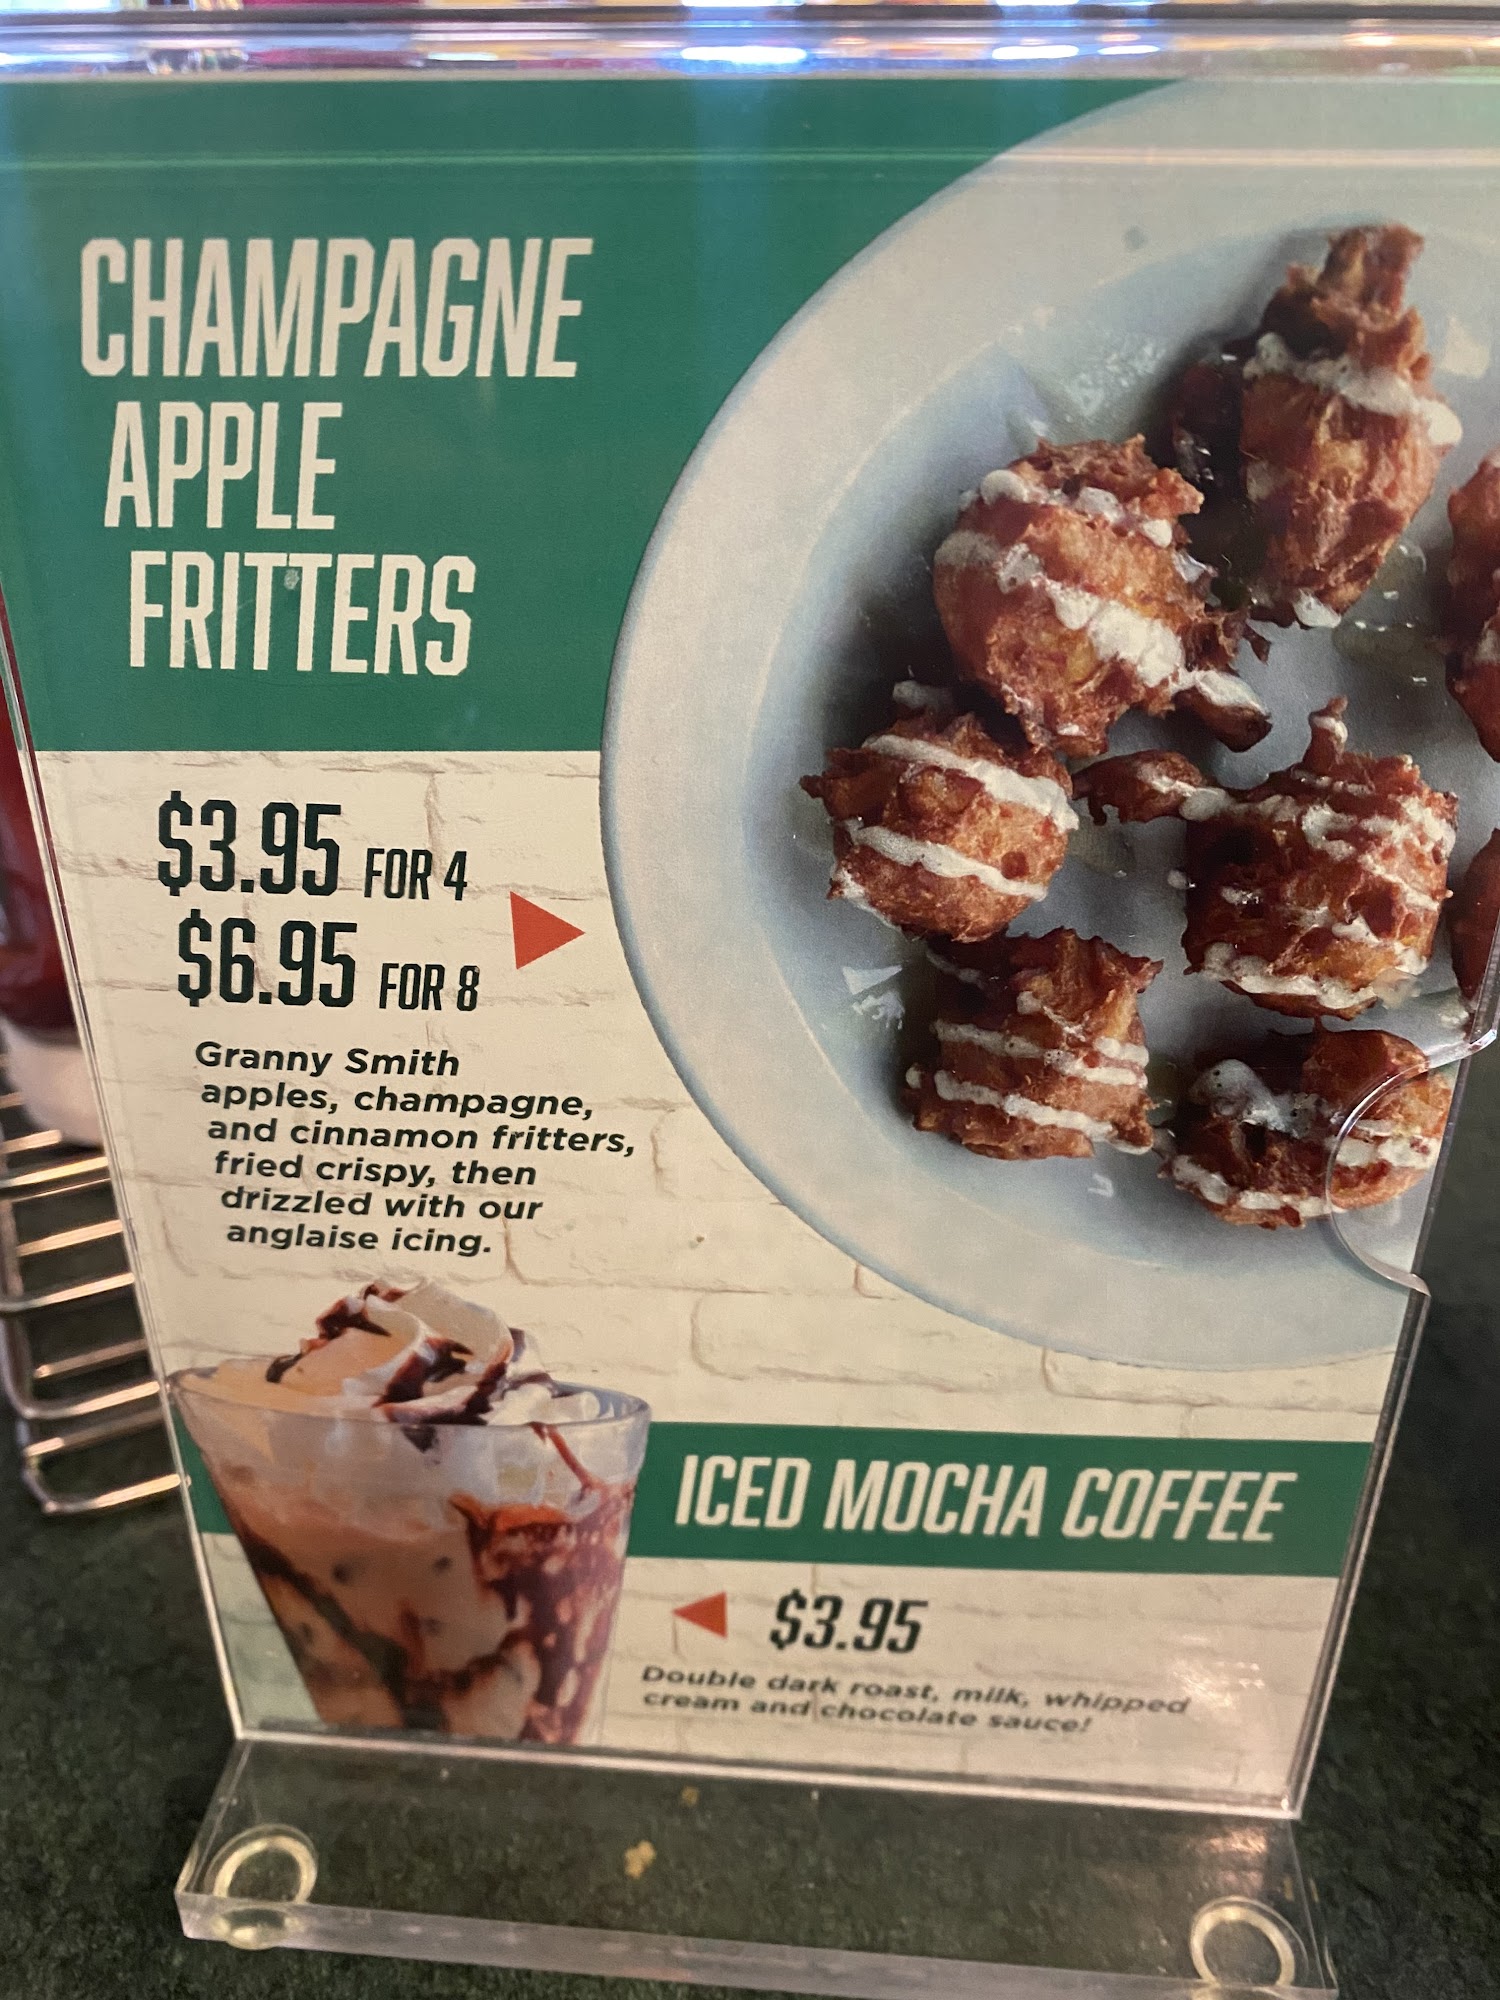 CHAMPAGNE
APPLE
FRITTERS
$3.95 FOR 4
$6.95 FOR 8
Granny Smith
apples, champagne,
and cinnamon fritters,
fried crispy, then
drizzled with our
anglaise icing.
ICED MOCHA COFFEE
$3.95
Double dark roast, milk, whipped
cream and chocolate sauce!